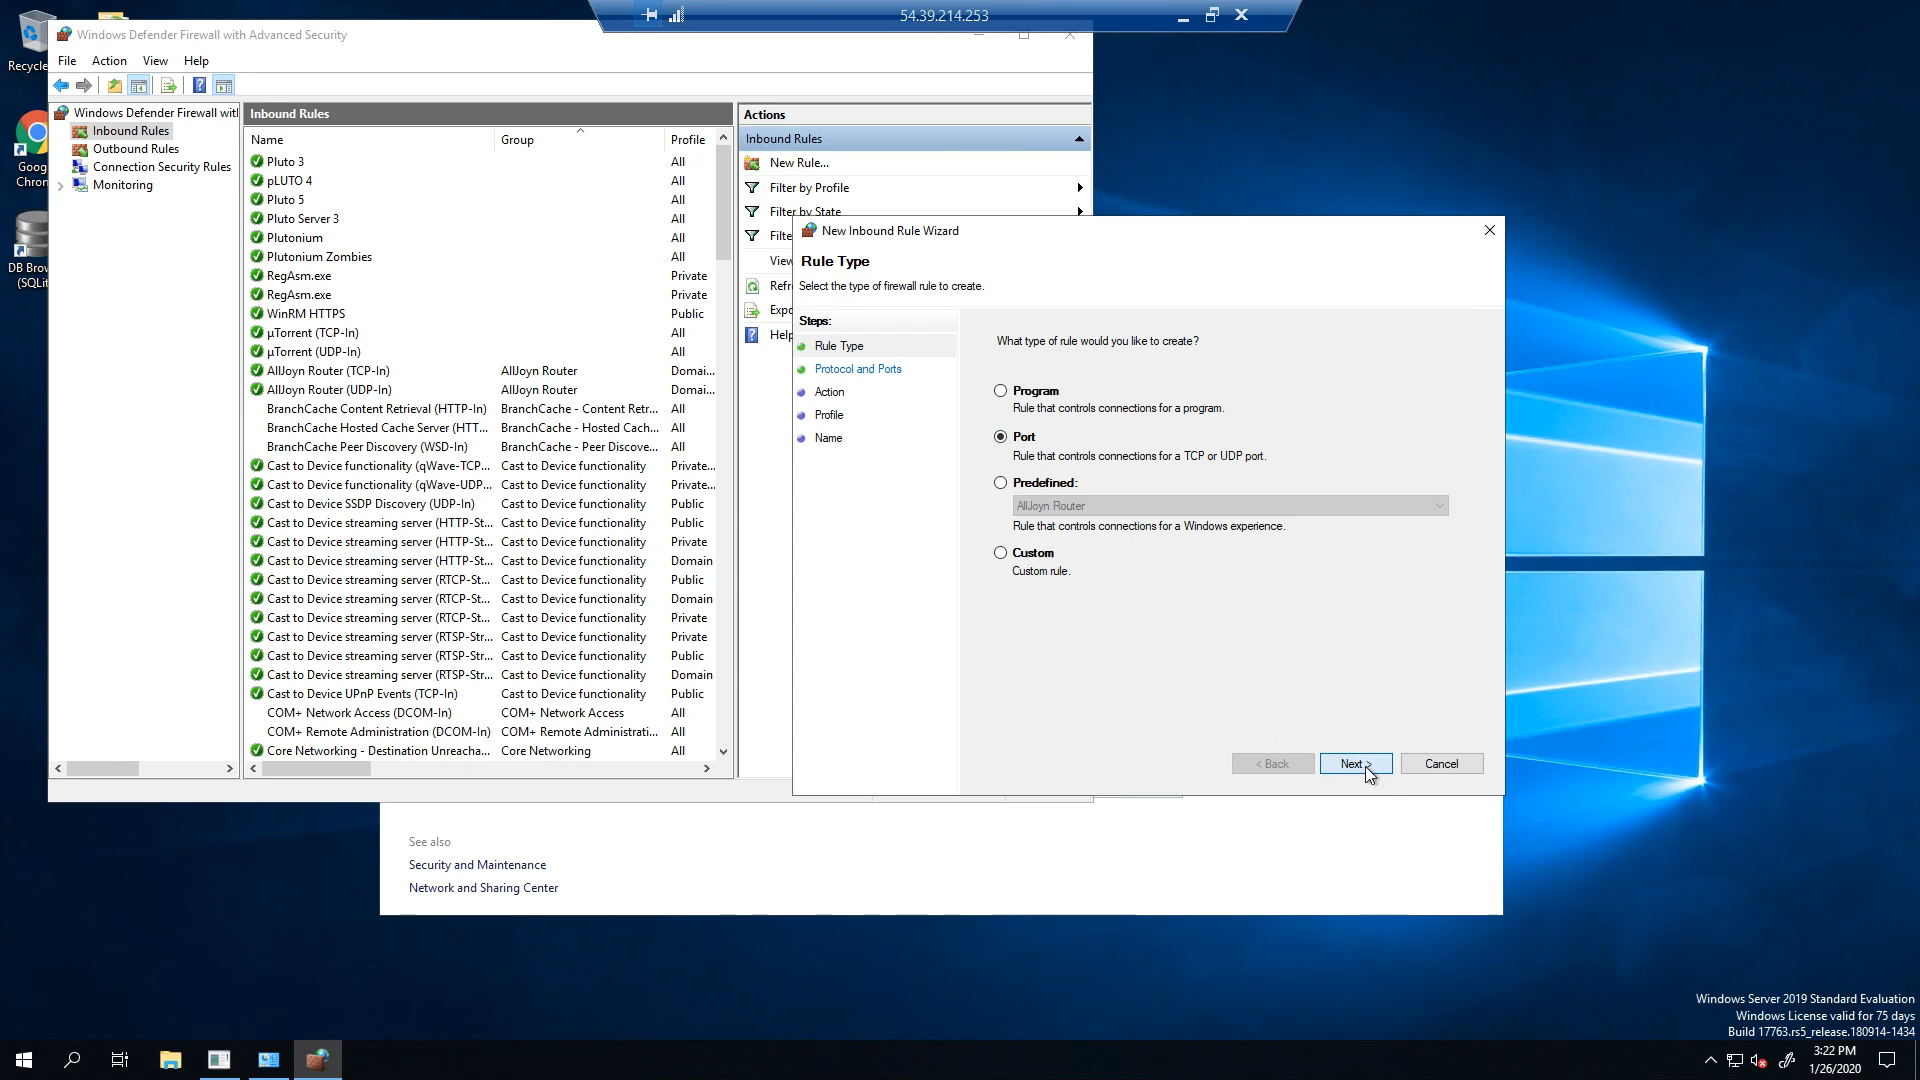 54.39.214.253
Recycle
Goog
Chron
DB Brow
(SQLit
Windows Defender Firewall with Advanced Security
File Action View Help
Windows Defender Firewall wit
Inbound Rules
Outbound Rules
Connection Security Rules
Monitoring
Inbound Rules
Name Group Profile
Pluto 3 All
pLUTO 4 All
Pluto 5 All
Pluto Server 3 All
Plutonium All
Plutonium Zombies All
RegAsm.exe Private
RegAsm.exe Private
WinRM HTTPS Public
µTorrent (TCP-In) All
µTorrent (UDP-In) All
AllJoyn Router (TCP-In) AllJoyn Router Domai...
AllJoyn Router (UDP-In) AllJoyn Router Domai...
BranchCache Content Retrieval (HTTP-In) BranchCache - Content Retr... All
BranchCache Hosted Cache Server (HTT... BranchCache - Hosted Cach... All
BranchCache Peer Discovery (WSD-In) BranchCache - Peer Discove... All
Cast to Device functionality (qWave-TCP... Cast to Device functionality Private...
Cast to Device functionality (qWave-UDP... Cast to Device functionality Private...
Cast to Device SSDP Discovery (UDP-In) Cast to Device functionality Public
Cast to Device streaming server (HTTP-St... Cast to Device functionality Public
Cast to Device streaming server (HTTP-St... Cast to Device functionality Private
Cast to Device streaming server (HTTP-St... Cast to Device functionality Domain
Cast to Device streaming server (RTCP-St... Cast to Device functionality Public
Cast to Device streaming server (RTCP-St... Cast to Device functionality Domain
Cast to Device streaming server (RTCP-St... Cast to Device functionality Private
Cast to Device streaming server (RTSP-Str... Cast to Device functionality Private
Cast to Device streaming server (RTSP-Str... Cast to Device functionality Public
Cast to Device streaming server (RTSP-Str... Cast to Device functionality Domain
Cast to Device UPnP Events (TCP-In) Cast to Device functionality Public
COM+ Network Access (DCOM-In) COM+ Network Access All
COM+ Remote Administration (DCOM-In) COM+ Remote Administrati... All
Core Networking - Destination Unreacha... Core Networking All
Actions
Inbound Rules
New Rule...
Filter by Profile
Filter by State
Filte
View
Refr
Expo
Help
New Inbound Rule Wizard
Rule Type
Select the type of firewall rule to create.
Steps:
Rule Type
Protocol and Ports
Action
Profile
Name
What type of rule would you like to create?
Program
Rule that controls connections for a program.
Port
Rule that controls connections for a TCP or UDP port.
Predefined:
AllJoyn Router
Rule that controls connections for a Windows experience.
Custom
Custom rule.
< Back Next > Cancel
See also
Security and Maintenance
Network and Sharing Center
Windows Server 2019 Standard Evaluation
Windows License valid for 75 days
Build 17763.rs5_release.180914-1434
3:22 PM
1/26/2020